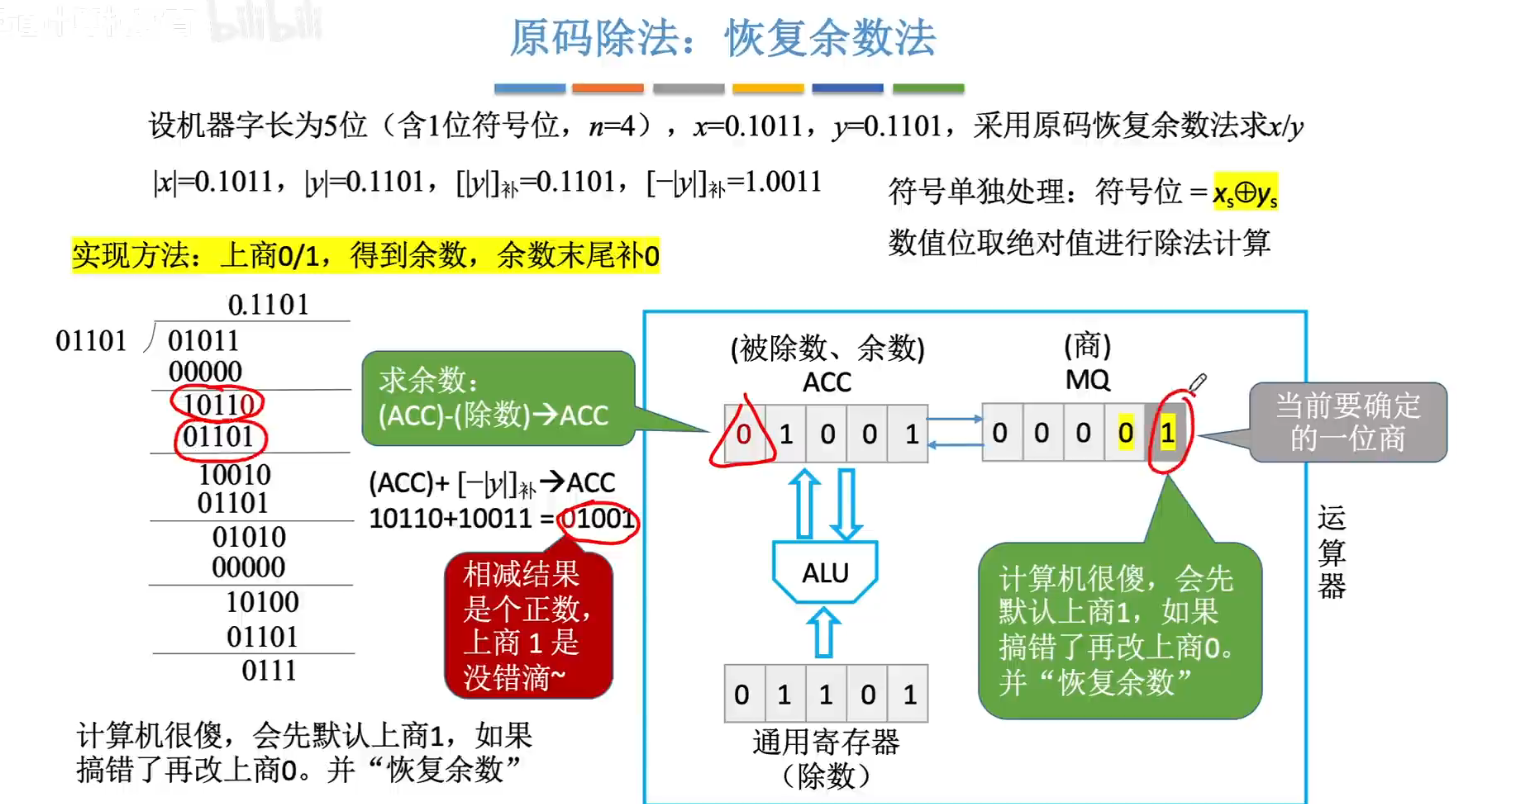 bilibili
原码除法：恢复余数法
设机器字长为5位（含1位符号位，n=4），x=0.1011，y=0.1101，采用原码恢复余数法求x/y
|x|=0.1011，|y|=0.1101，[|y|]补=0.1101，[−|y|]补=1.0011
符号单独处理：符号位 = xs⊕ys
数值位取绝对值进行除法计算
实现方法：上商0/1，得到余数，余数末尾补0
0.1101
01101
01011
00000
10110
01101
10010
01101
01010
00000
10100
01101
0111
求余数：
(ACC)-(除数)→ACC
(ACC)+ [−|y|]补→ACC
10110+10011 = 01001
相减结果
是个正数，
上商 1 是
没错滴~
计算机很傻，会先默认上商1，如果
搞错了再改上商0。并“恢复余数”
(被除数、余数)
ACC
0 1 0 0 1
(商)
MQ
0 0 0 0 1
当前要确定
的一位商
ALU
0 1 1 0 1
通用寄存器
（除数）
计算机很傻，会先
默认上商1，如果
搞错了再改上商0。
并“恢复余数”
运
算
器